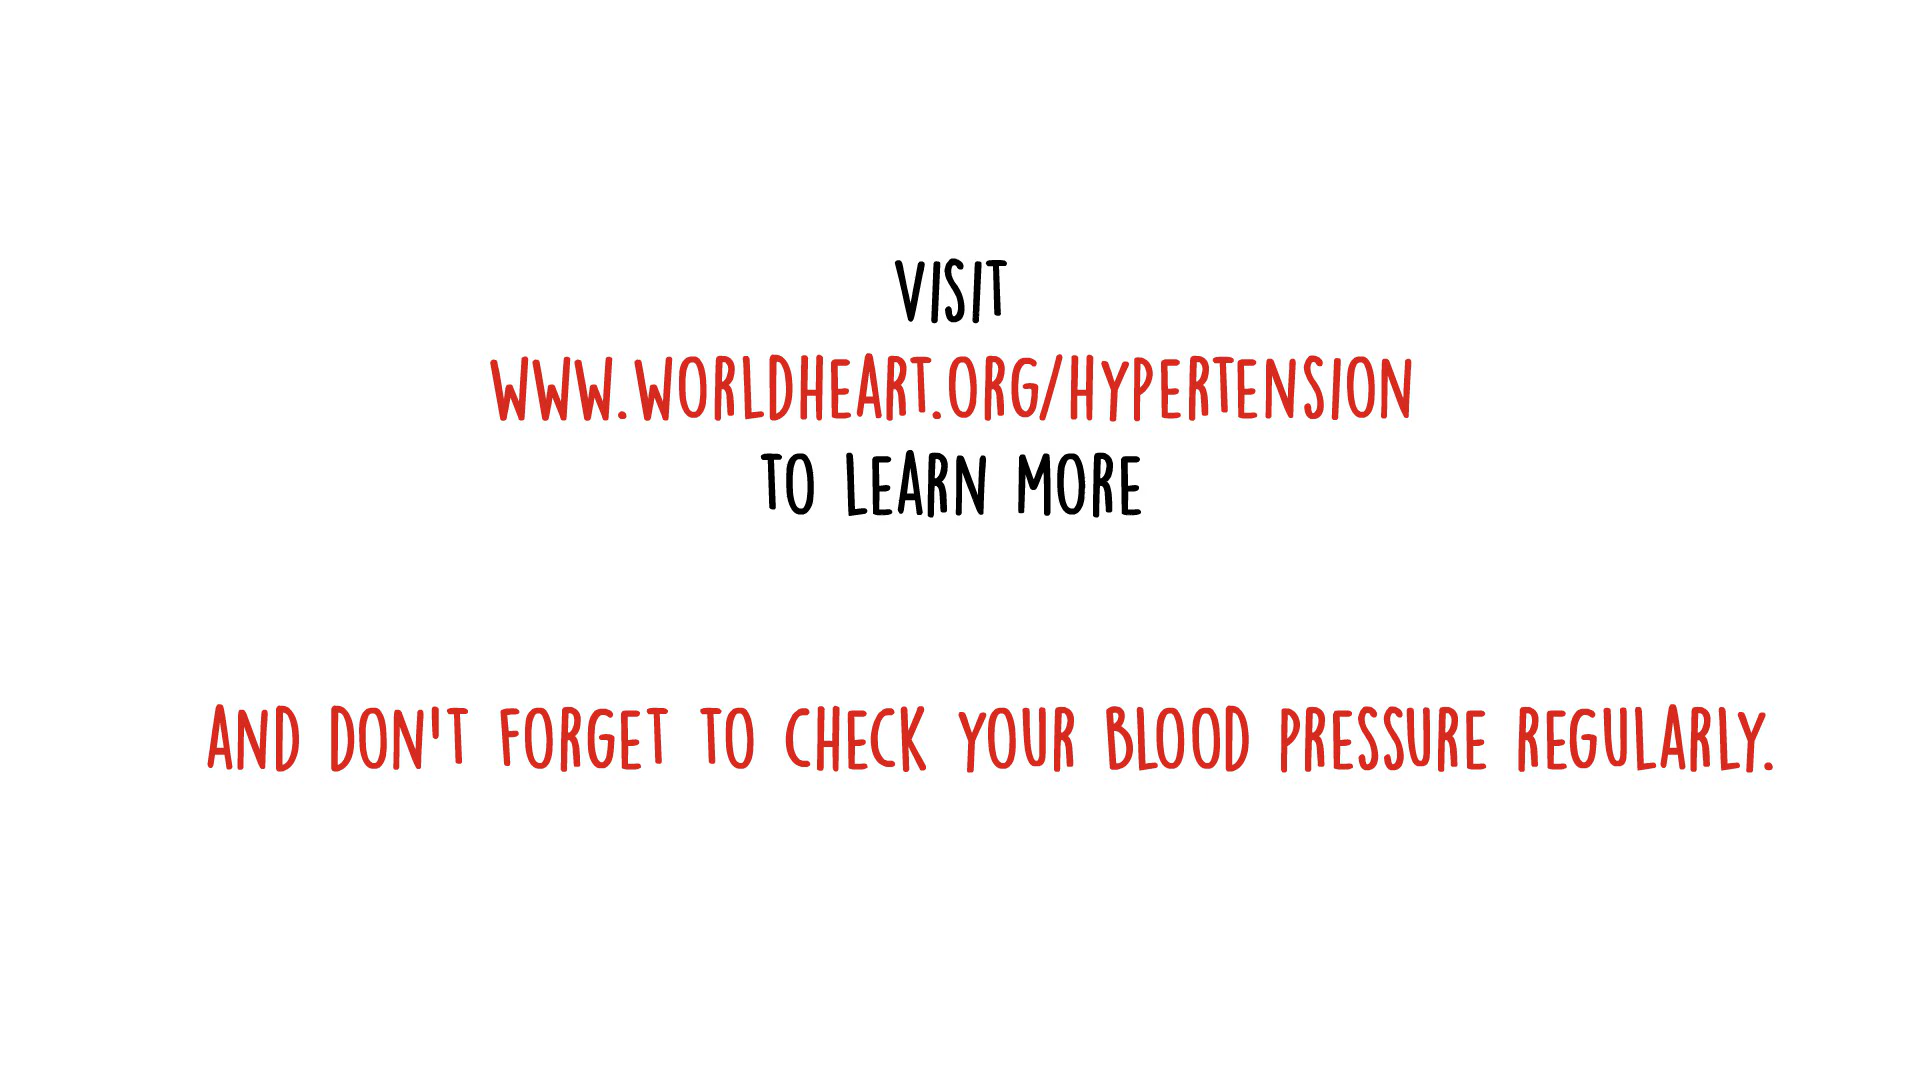 VISIT
WWW.WORLDHEART.ORG/HYPERTENSION
TO LEARN MORE
AND DON'T FORGET TO CHECK YOUR BLOOD PRESSURE REGULARLY.